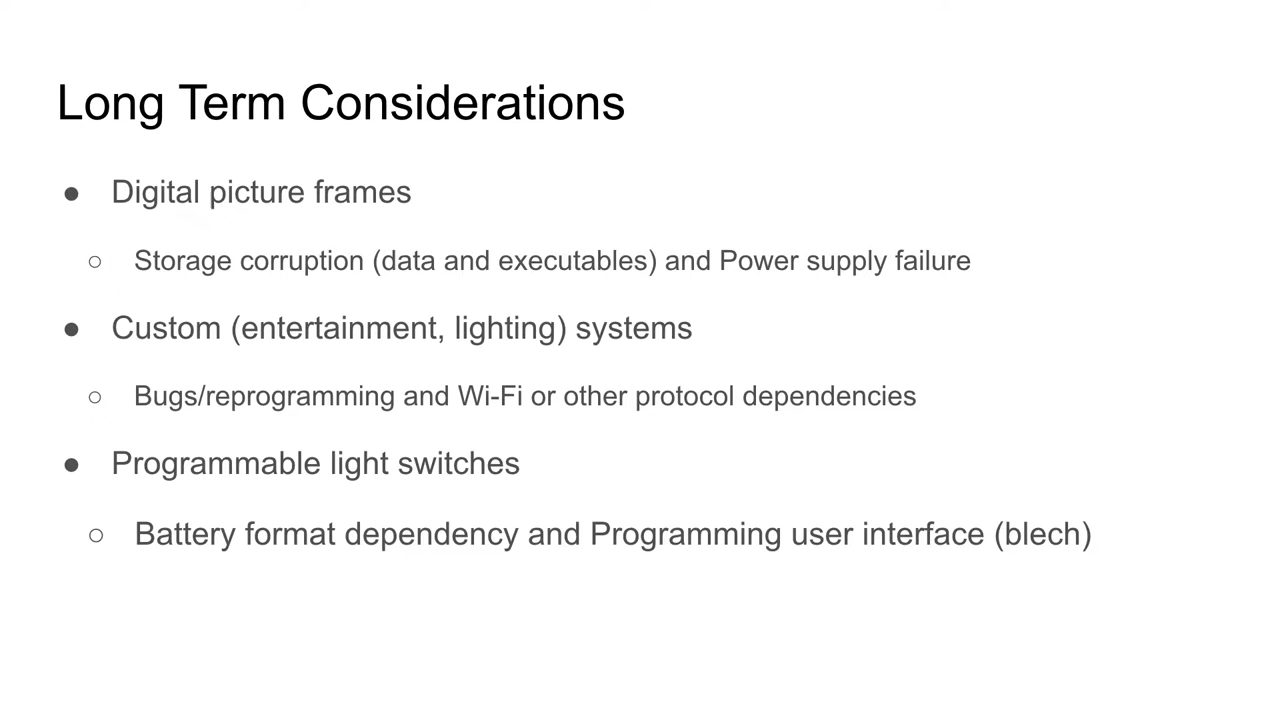 Long Term Considerations
● Digital picture frames
○ Storage corruption (data and executables) and Power supply failure
● Custom (entertainment, lighting) systems
○ Bugs/reprogramming and Wi-Fi or other protocol dependencies
● Programmable light switches
○ Battery format dependency and Programming user interface (blech)